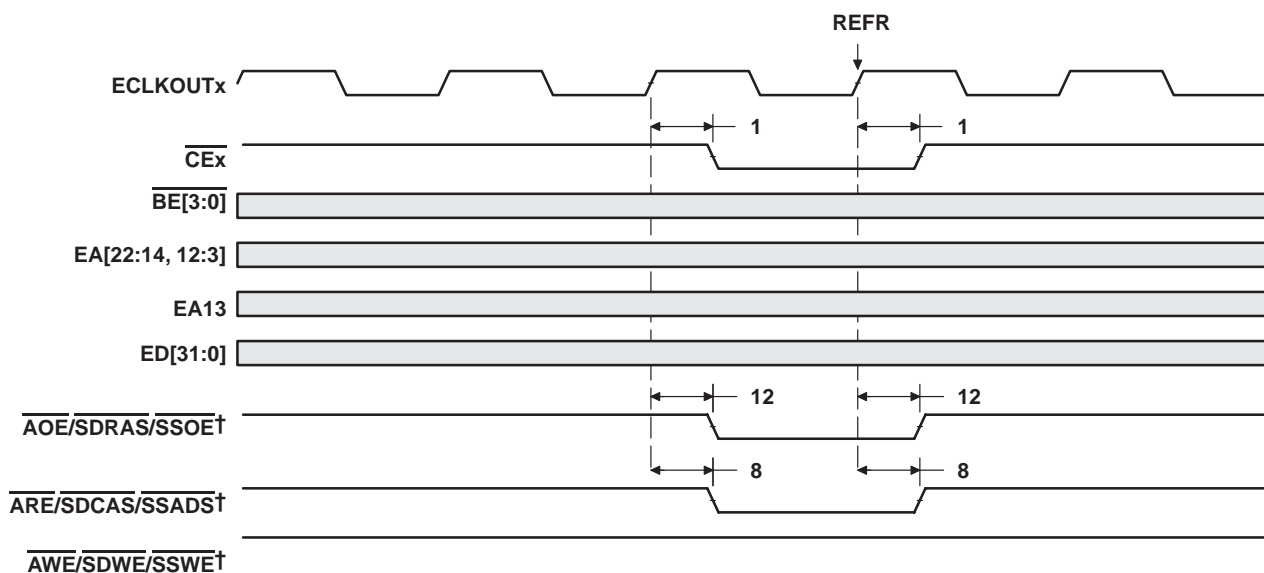 REFR
ECLKOUTx
1 1
CEx
BE[3:0]
EA[22:14, 12:3]
EA13
ED[31:0]
12 12
AOE/SDRAS/SSOE†
8 8
ARE/SDCAS/SSADS†
AWE/SDWE/SSWE†